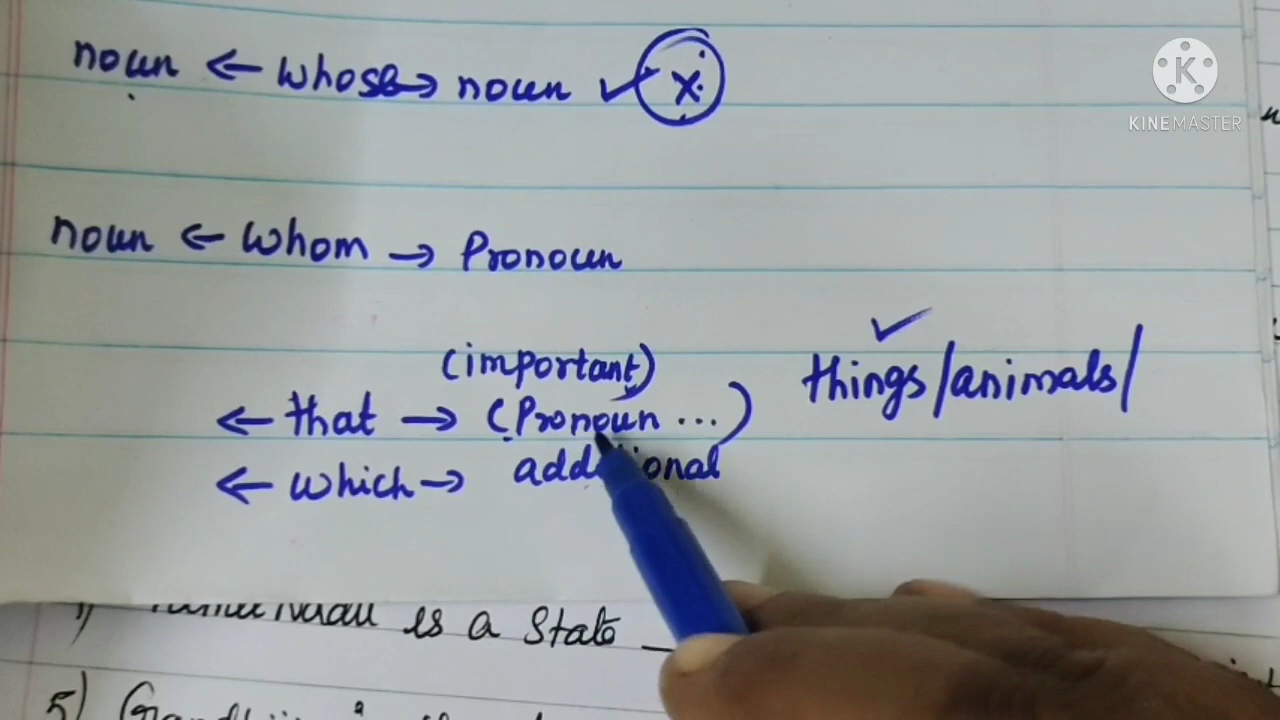 noun ← whose → noun ✓ x
K
KINEMASTER
noun ← whom → Pronoun
(important)
← that → (Pronoun ...)
things/animals/
← which → additional
is a State
5)